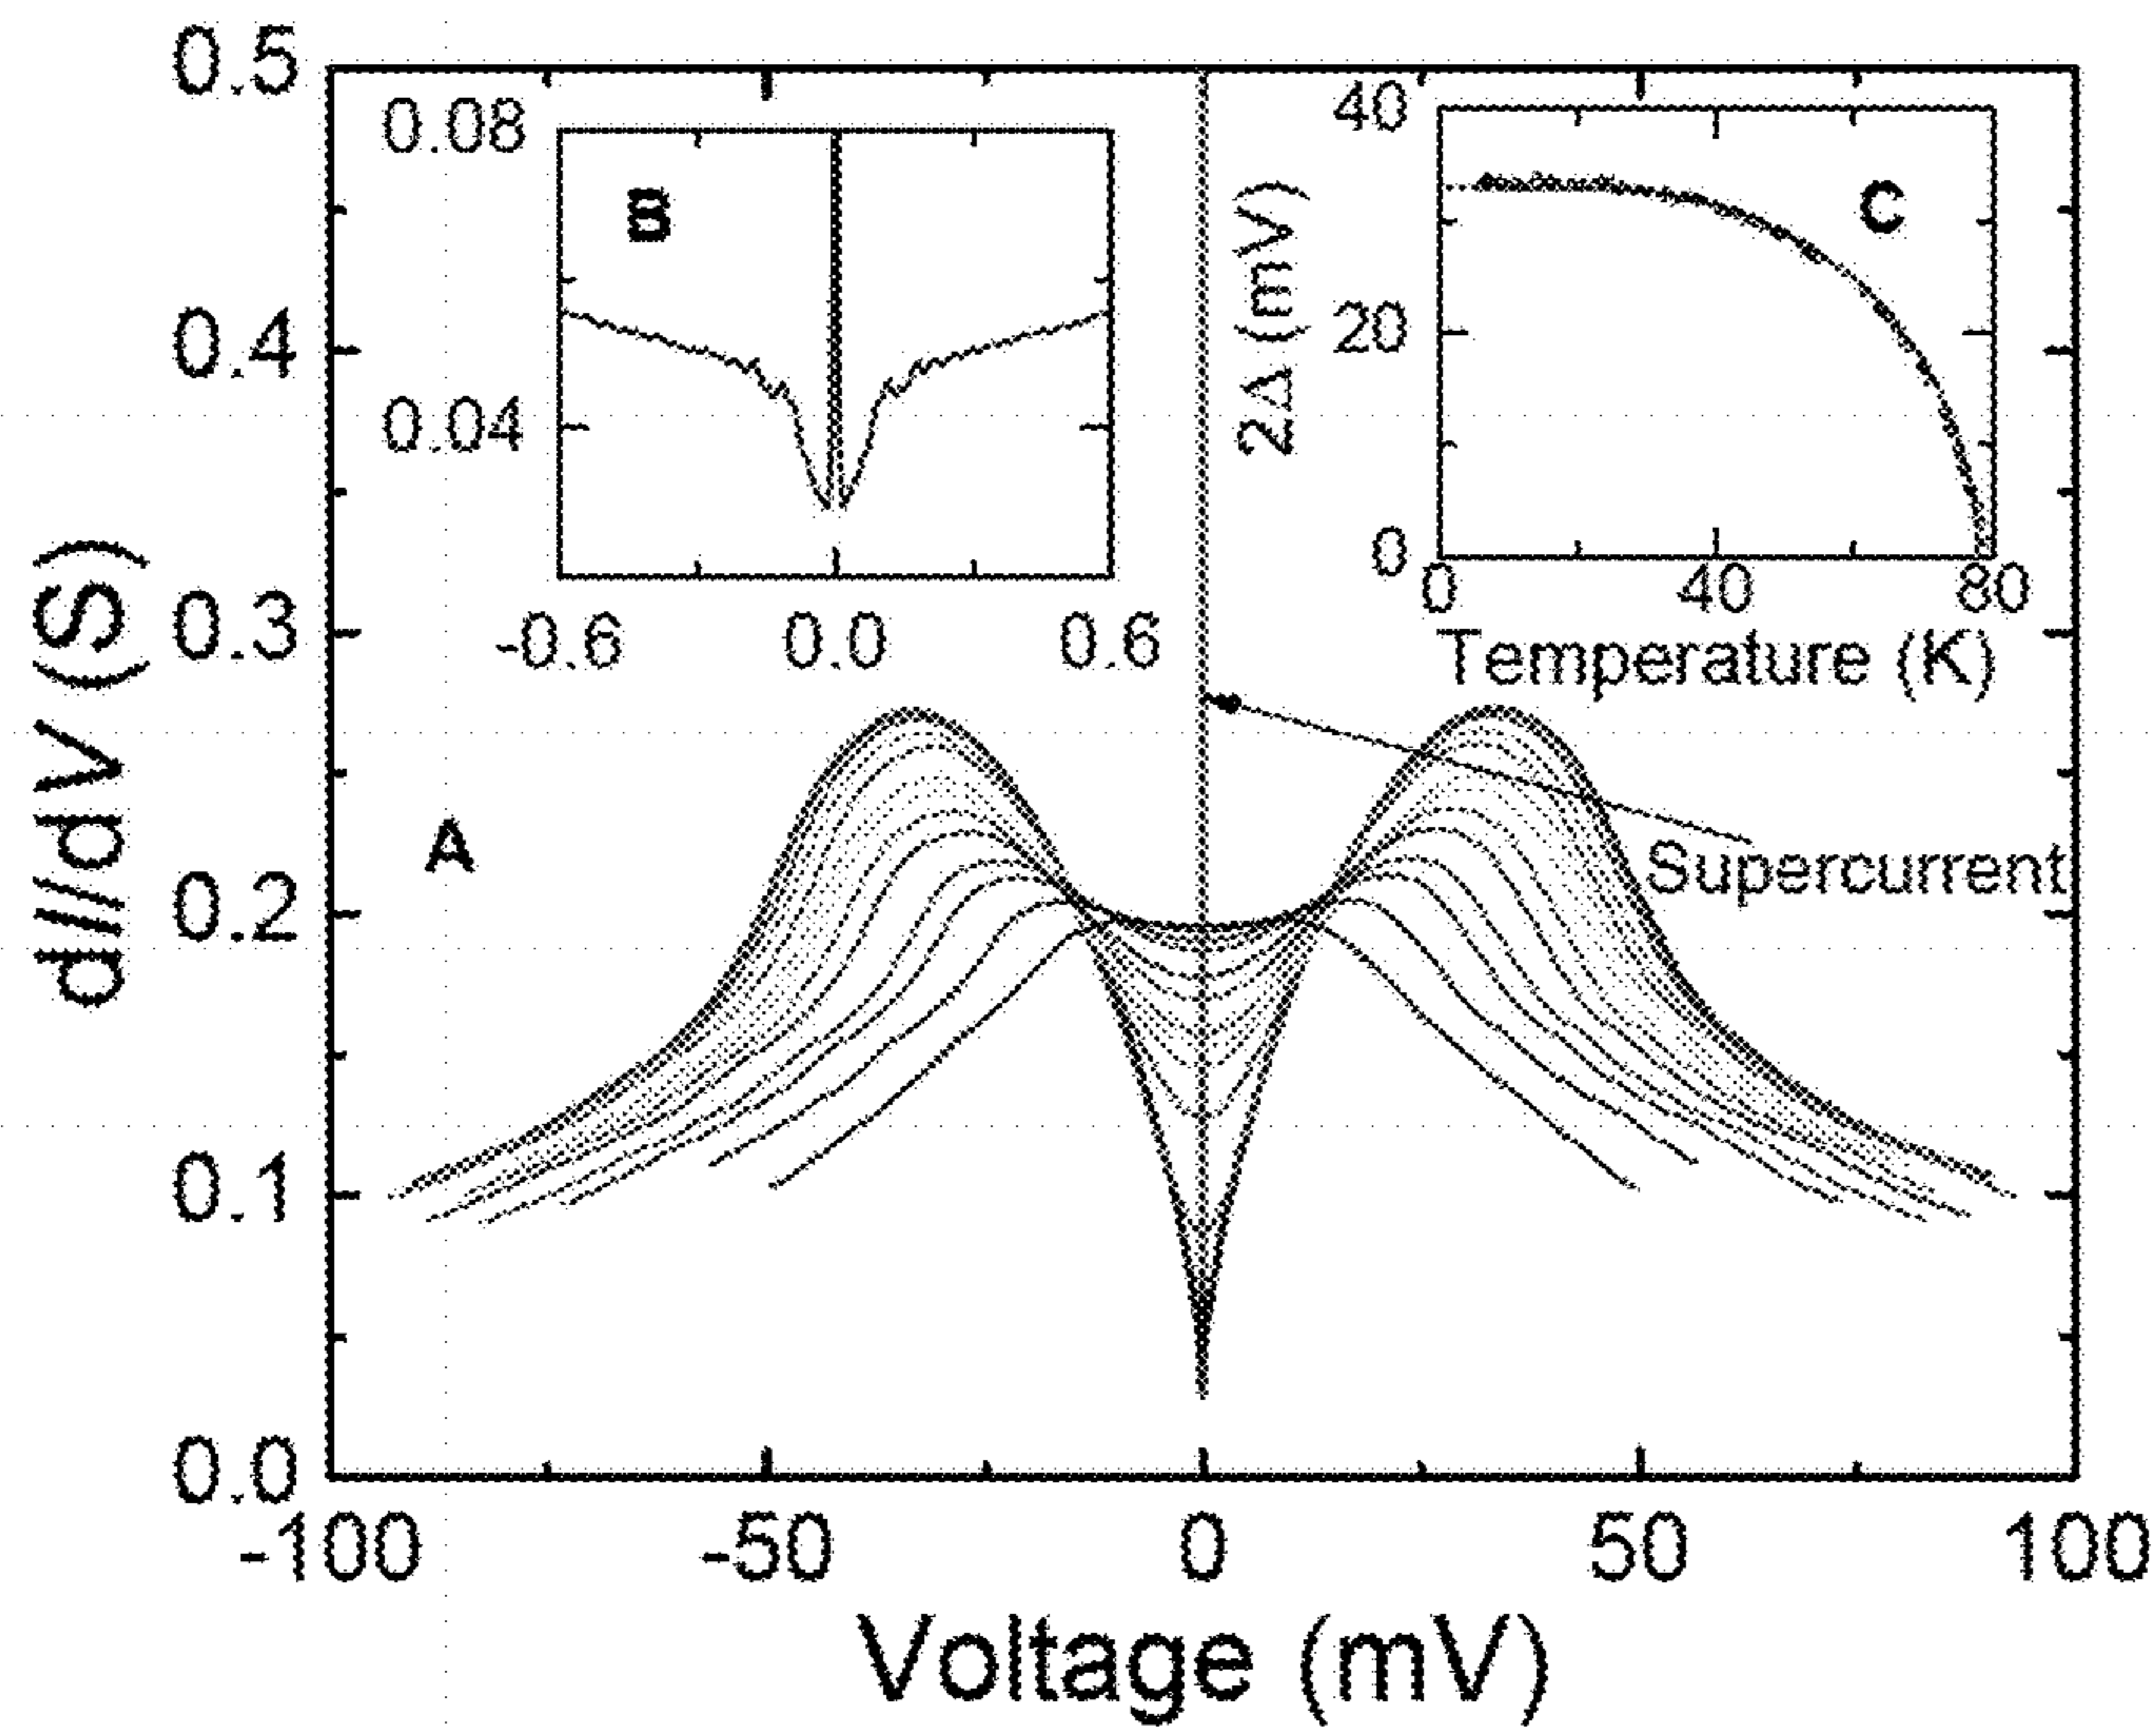 dI/dV (S)
0.5
0.4
0.3
0.2
0.1
0.0
-100
-50
0
50
100
Voltage (mV)
A
Supercurrent
B
0.08
0.04
-0.6
0.0
0.6
C
2Δ (mV)
40
20
0
0
40
80
Temperature (K)